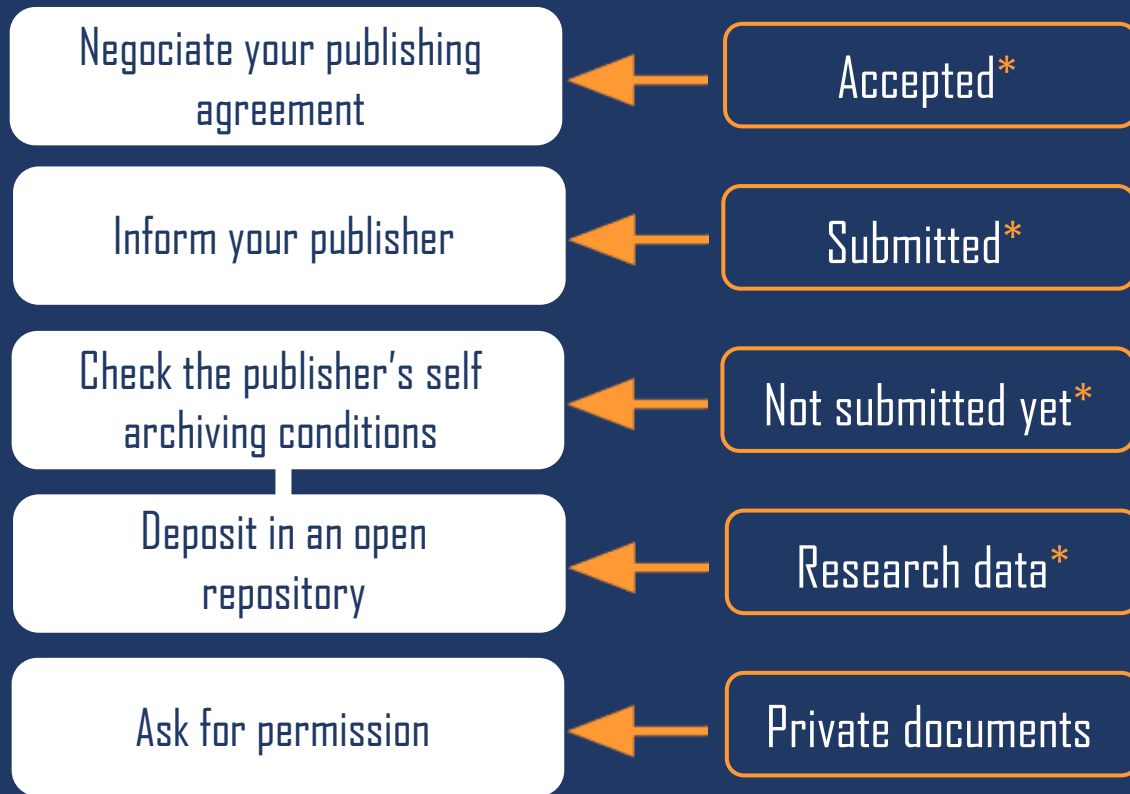 Negociate your publishing
agreement
Accepted*
Inform your publisher
Submitted*
Check the publisher's self
archiving conditions
Not submitted yet*
Deposit in an open
repository
Research data*
Ask for permission
Private documents